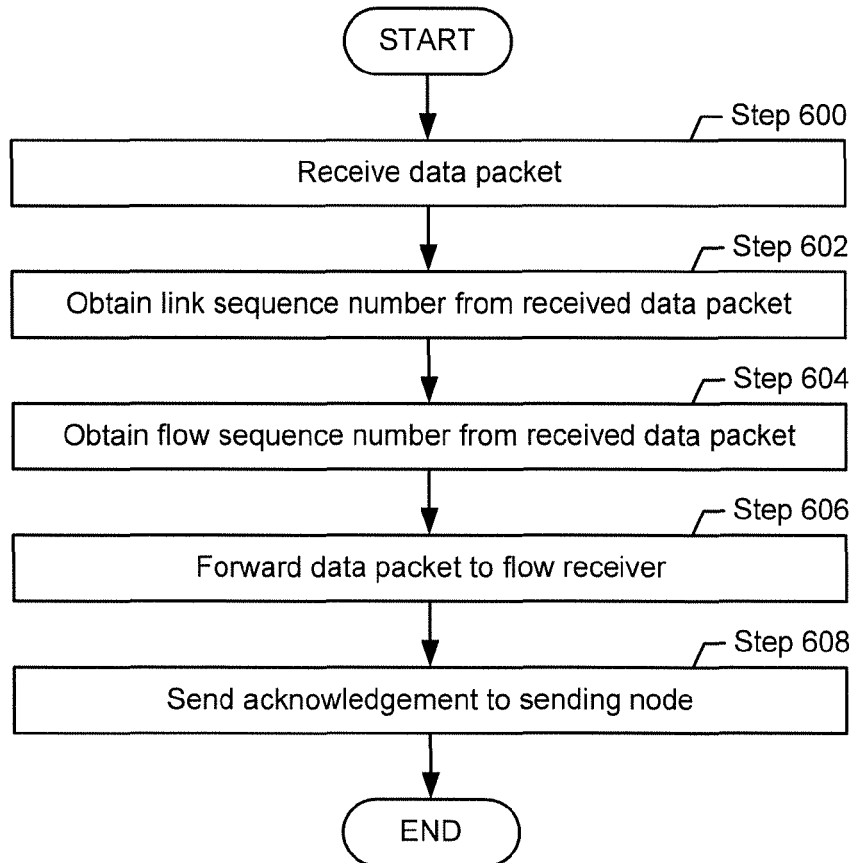 START
Step 600
Receive data packet
Step 602
Obtain link sequence number from received data packet
Step 604
Obtain flow sequence number from received data packet
Step 606
Forward data packet to flow receiver
Step 608
Send acknowledgement to sending node
END